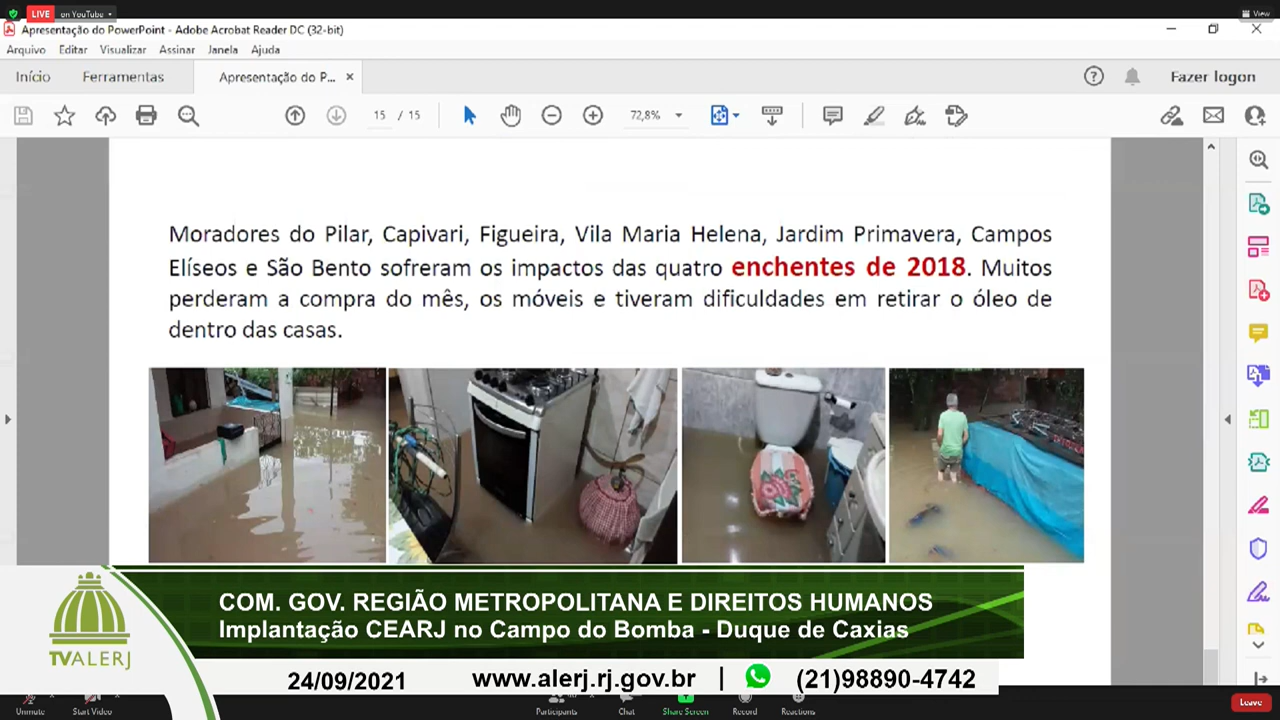 LIVE on YouTube
View
Apresentação do PowerPoint - Adobe Acrobat Reader DC (32-bit)
Arquivo Editar Visualizar Assinar Janela Ajuda
Início Ferramentas Apresentação do P... × Fazer logon
15 / 15 72,8%
Moradores do Pilar, Capivari, Figueira, Vila Maria Helena, Jardim Primavera, Campos
Elíseos e São Bento sofreram os impactos das quatro enchentes de 2018. Muitos
perderam a compra do mês, os móveis e tiveram dificuldades em retirar o óleo de
dentro das casas.
COM. GOV. REGIÃO METROPOLITANA E DIREITOS HUMANOS
Implantação CEARJ no Campo do Bomba - Duque de Caxias
TVALERJ
24/09/2021 www.alerj.rj.gov.br | (21)98890-4742
Unmute Start Video Participants Chat Share Screen Record Reactions Leave